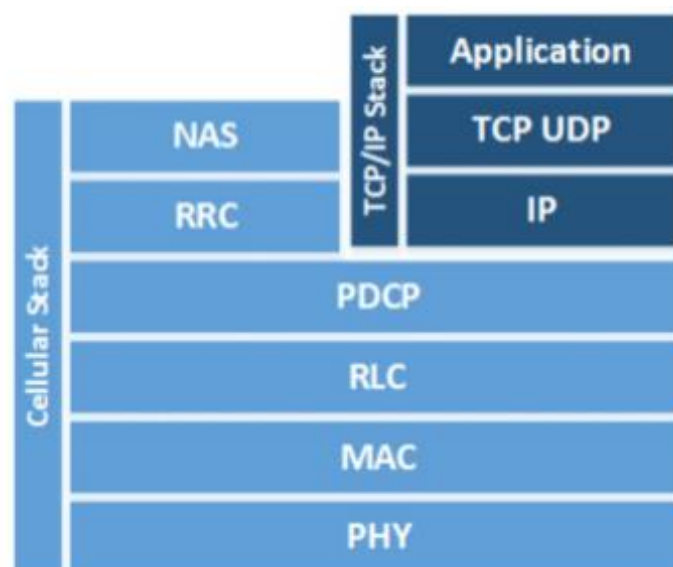 Application
TCP UDP
IP
TCP/IP Stack
NAS
RRC
PDCP
RLC
MAC
PHY
Cellular Stack